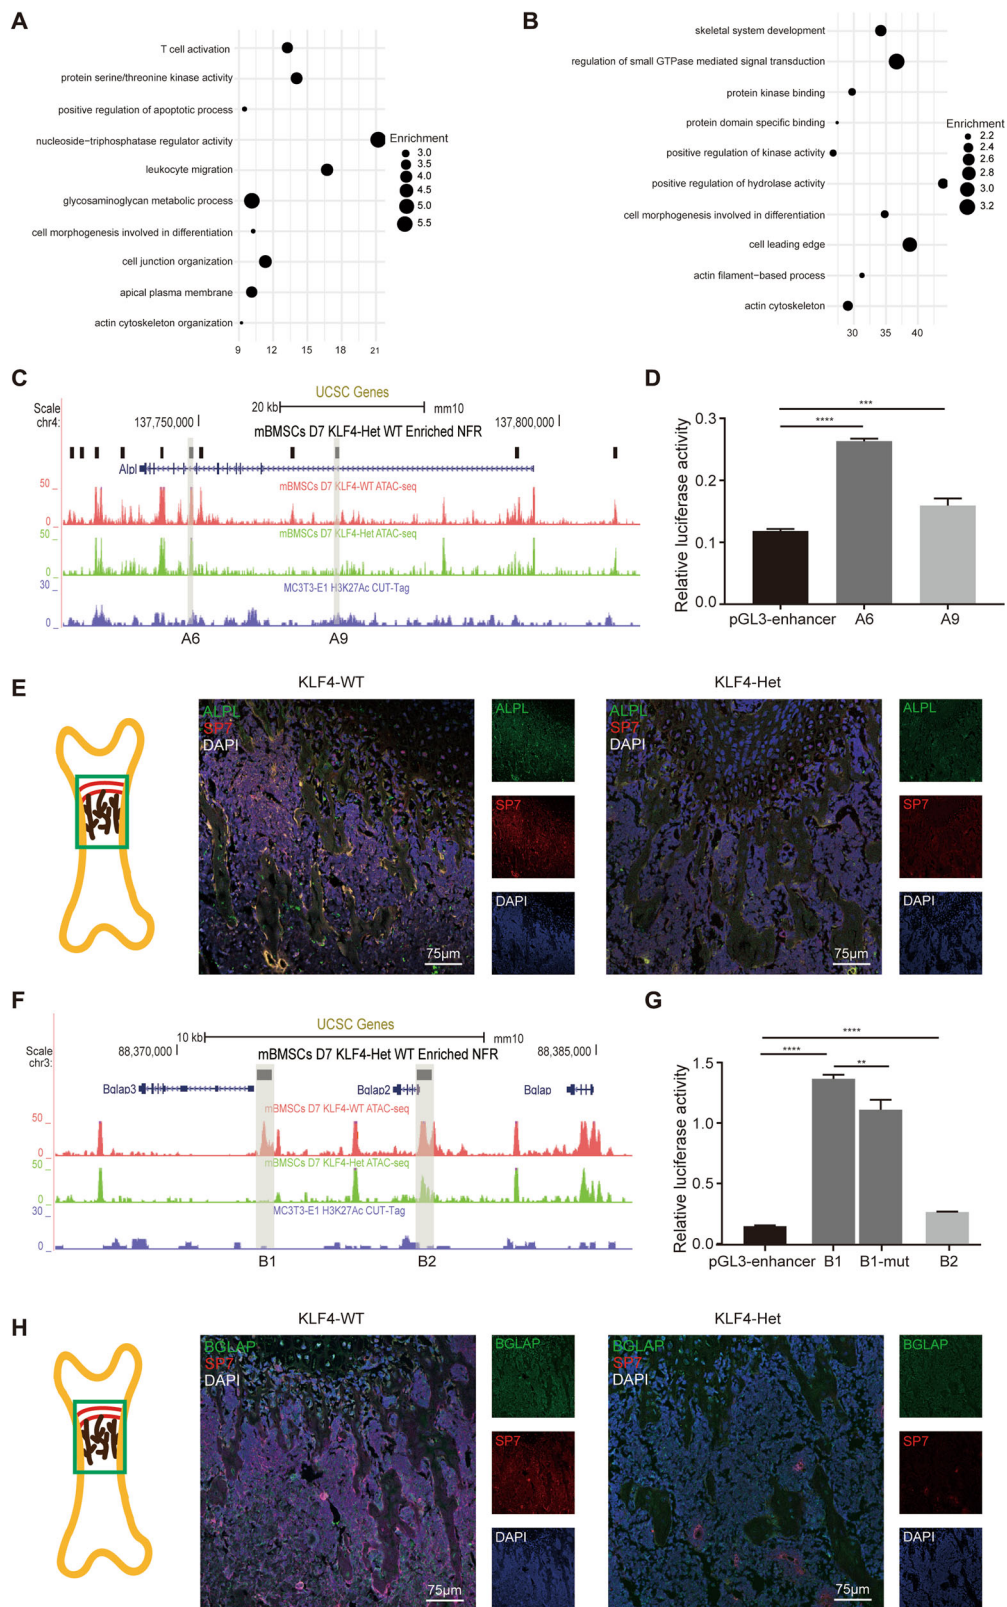 A
T cell activation
protein serine/threonine kinase activity
positive regulation of apoptotic process
nucleoside−triphosphatase regulator activity
leukocyte migration
glycosaminoglycan metabolic process
cell morphogenesis involved in differentiation
cell junction organization
apical plasma membrane
actin cytoskeleton organization
9 12 15 18 21
Enrichment
3.0
3.5
4.0
4.5
5.0
5.5
B
skeletal system development
regulation of small GTPase mediated signal transduction
protein kinase binding
protein domain specific binding
positive regulation of kinase activity
positive regulation of hydrolase activity
cell morphogenesis involved in differentiation
cell leading edge
actin filament−based process
actin cytoskeleton
30 35 40
Enrichment
2.2
2.4
2.6
2.8
3.0
3.2
C
UCSC Genes
Scale
chr4:
20 kb mm10
137,750,000 137,800,000
mBMSCs D7 KLF4-Het WT Enriched NFR
Alpl
50
mBMSCs D7 KLF4-WT ATAC-seq
0
50
mBMSCs D7 KLF4-Het ATAC-seq
0
30
MC3T3-E1 H3K27Ac CUT-Tag
0
A6 A9
D
Relative luciferase activity
0.3
0.2
0.1
0.0
***
****
pGL3-enhancer A6 A9
E
KLF4-WT
ALPL
SP7
DAPI
75μm
ALPL
SP7
DAPI
KLF4-Het
ALPL
SP7
DAPI
75μm
ALPL
SP7
DAPI
F
UCSC Genes
Scale
chr3:
10 kb mm10
88,370,000 88,385,000
mBMSCs D7 KLF4-Het WT Enriched NFR
Bglap3 Bglap2 Bglap
mBMSCs D7 KLF4-WT ATAC-seq
50
0
mBMSCs D7 KLF4-Het ATAC-seq
50
0
MC3T3-E1 H3K27Ac CUT-Tag
30
0
B1 B2
G
Relative luciferase activity
1.5
1.0
0.5
0.0
****
****
**
pGL3-enhancer B1 B1-mut B2
H
KLF4-WT
BGLAP
SP7
DAPI
75μm
BGLAP
SP7
DAPI
KLF4-Het
BGLAP
SP7
DAPI
75μm
BGLAP
SP7
DAPI